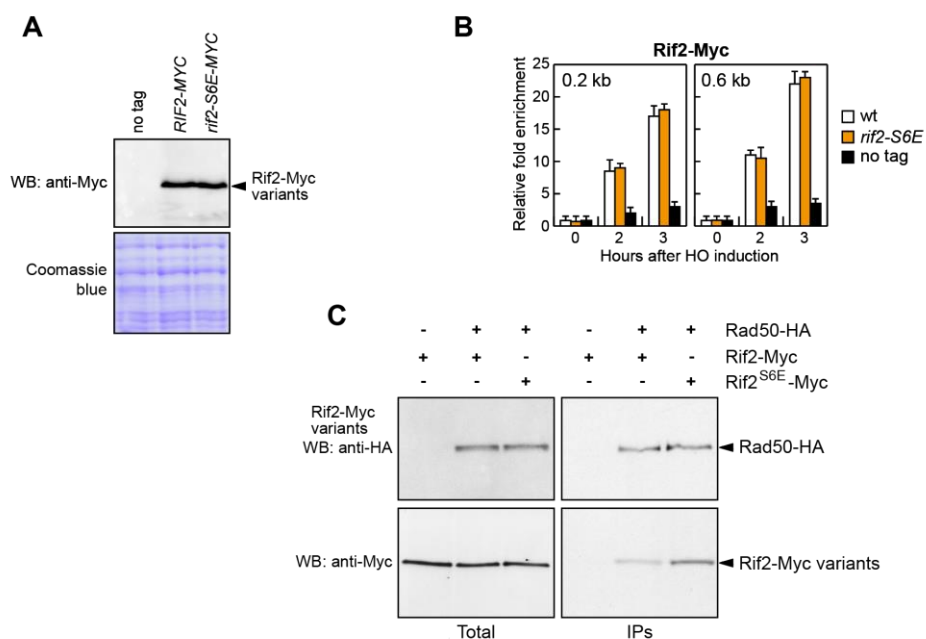 A
no tag
RIF2-MYC
rif2-S6E-MYC
WB: anti-Myc
Rif2-Myc
variants
Coomassie
blue
B
Rif2-Myc
Relative fold enrichment
25
20
15
10
5
0
0.2 kb
0.6 kb
0 2 3 0 2 3
Hours after HO induction
wt
rif2-S6E
no tag
C
- + + - + + Rad50-HA
+ + - + + - Rif2-Myc
- - + - - + Rif2S6E-Myc
Rif2-Myc
variants
WB: anti-HA
Rad50-HA
WB: anti-Myc
Rif2-Myc variants
Total IPs